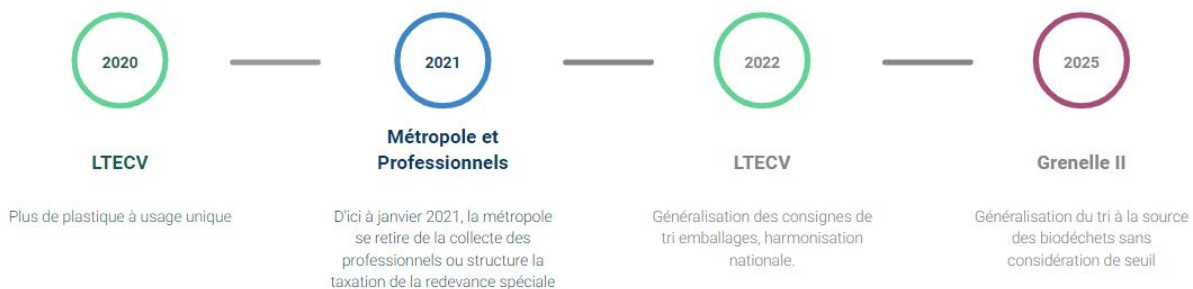 2020
2021
2022
2025
LTECV
Métropole et
Professionnels
LTECV
Grenelle II
Plus de plastique à usage unique
D'ici à janvier 2021, la métropole
se retire de la collecte des
professionnels ou structure la
taxation de la redevance spéciale
Généralisation des consignes de
tri emballages, harmonisation
nationale.
Généralisation du tri à la source
des biodéchets sans
considération de seuil